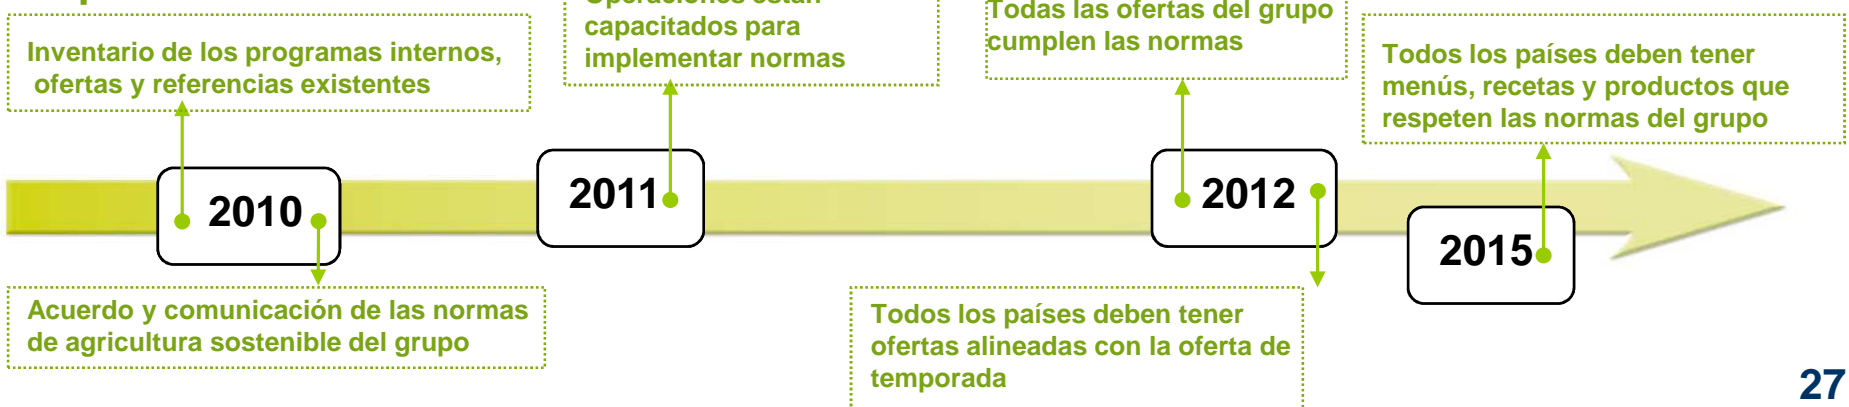 Inventario de los programas internos,
ofertas y referencias existentes
Operaciones están
capacitados para
implementar normas
Todas las ofertas del grupo
cumplen las normas
Todos los países deben tener
menús, recetas y productos que
respeten las normas del grupo
2010
2011
2012
2015
Acuerdo y comunicación de las normas
de agricultura sostenible del grupo
Todos los países deben tener
ofertas alineadas con la oferta de
temporada
27